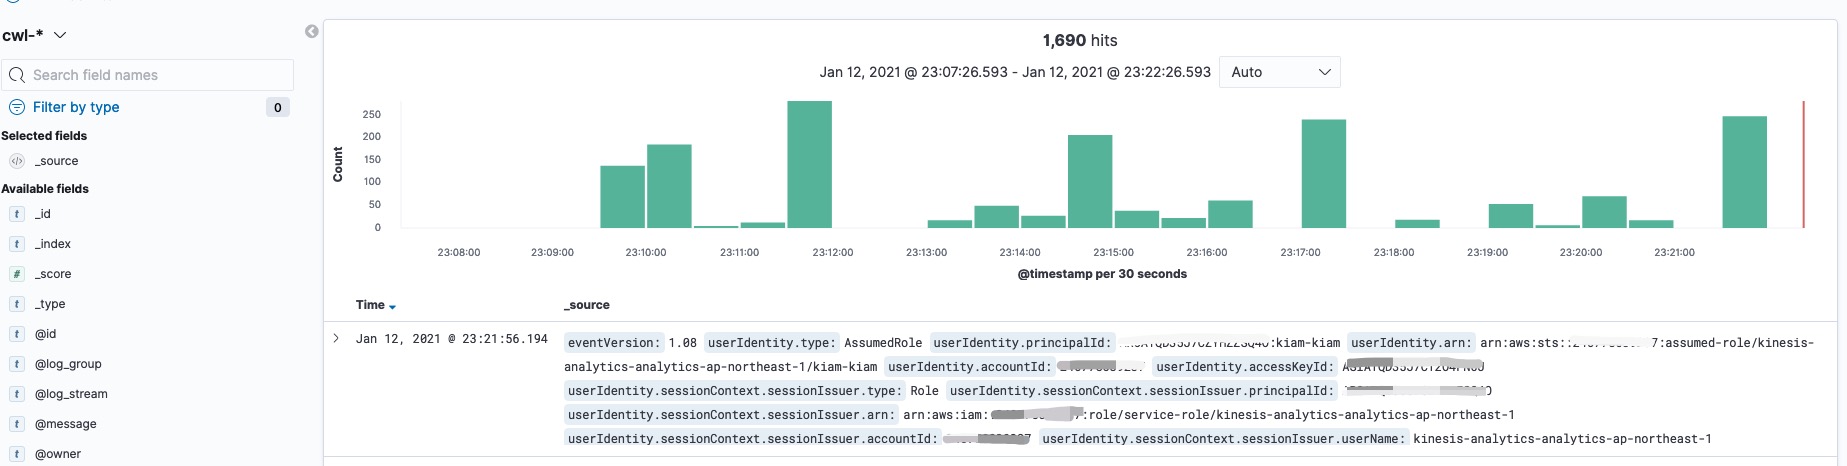 cwl-*
Search field names
Filter by type 0
Selected fields
_source
Available fields
_id
_index
_score
_type
@id
@log_group
@log_stream
@message
@owner
1,690 hits
Jan 12, 2021 @ 23:07:26.593 - Jan 12, 2021 @ 23:22:26.593 Auto
Count
250
200
150
100
50
0
23:08:00 23:09:00 23:10:00 23:11:00 23:12:00 23:13:00 23:14:00 23:15:00 23:16:00 23:17:00 23:18:00 23:19:00 23:20:00 23:21:00
@timestamp per 30 seconds
Time _source
Jan 12, 2021 @ 23:21:56.194 eventVersion: 1.08 userIdentity.type: AssumedRole userIdentity.principalId: :kiam-kiam userIdentity.arn: arn:aws:sts:: 7:assumed-role/kinesis-
analytics-analytics-ap-northeast-1/kiam-kiam userIdentity.accountId: userIdentity.accessKeyId:
userIdentity.sessionContext.sessionIssuer.type: Role userIdentity.sessionContext.sessionIssuer.principalId:
userIdentity.sessionContext.sessionIssuer.arn: arn:aws:iam: :role/service-role/kinesis-analytics-analytics-ap-northeast-1
userIdentity.sessionContext.sessionIssuer.accountId: userIdentity.sessionContext.sessionIssuer.userName: kinesis-analytics-analytics-ap-northeast-1